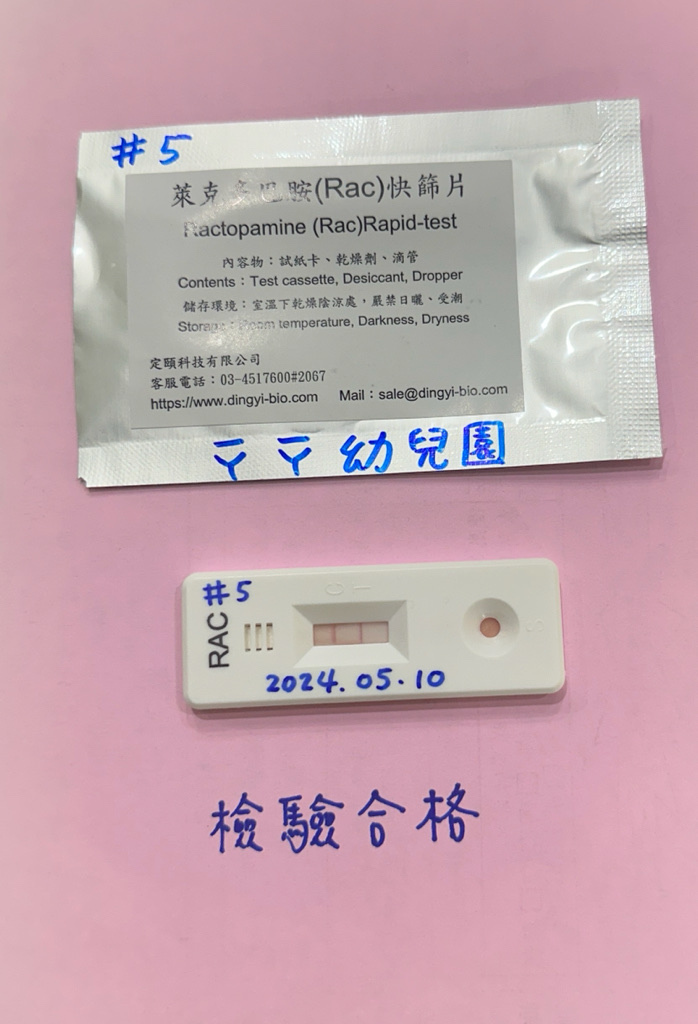 #5
萊克多巴胺(Rac)快篩片
Ractopamine (Rac)Rapid-test
內容物：試紙卡、乾燥劑、滴管
Contents：Test cassette, Desiccant, Dropper
儲存環境：室溫下乾燥陰涼處，嚴禁日曬、受潮
Storage：Room temperature, Darkness, Dryness
定頤科技有限公司
客服電話：03-4517600#2067
https://www.dingyi-bio.com Mail：sale@dingyi-bio.com
ㄚㄚ幼兒園
#5
C T
RAC
S
2024.05.10
檢驗合格